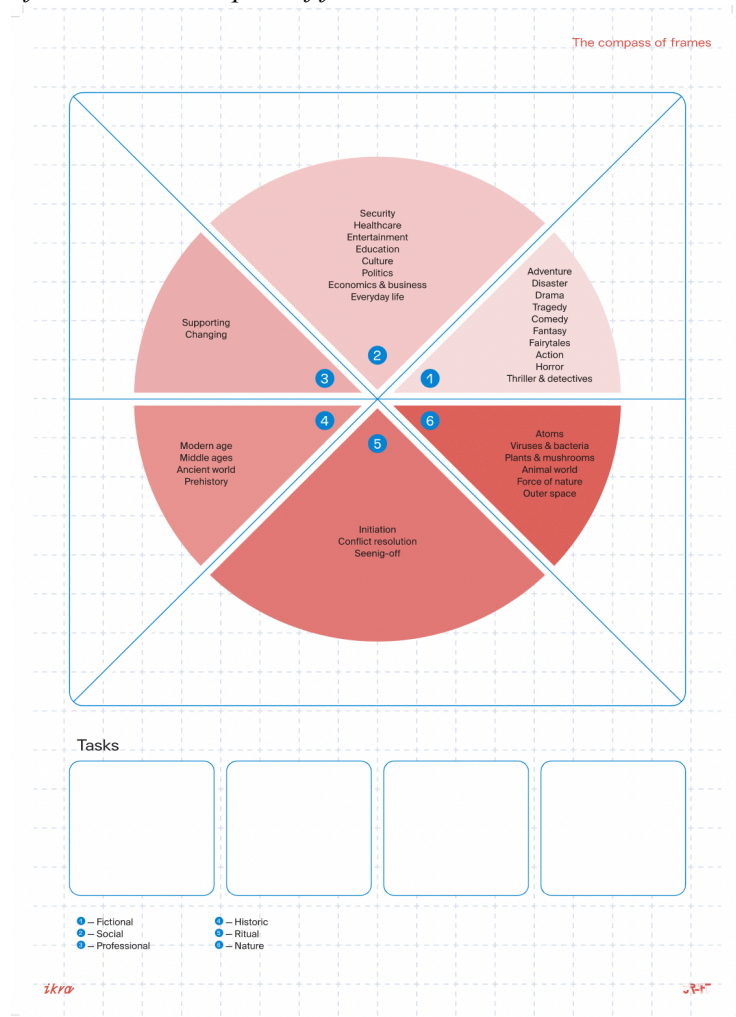 The compass of frames
Security
Healthcare
Entertainment
Education
Culture
Politics
Economics & business
Everyday life
2
Adventure
Disaster
Drama
Tragedy
Comedy
Fantasy
Fairytales
Action
Horror
Thriller & detectives
1
Supporting
Changing
3
4
Modern age
Middle ages
Ancient world
Prehistory
5
Initiation
Conflict resolution
Seenig-off
6
Atoms
Viruses & bacteria
Plants & mushrooms
Animal world
Force of nature
Outer space
Tasks
1 — Fictional
2 — Social
3 — Professional
4 — Historic
5 — Ritual
6 — Nature
ikra